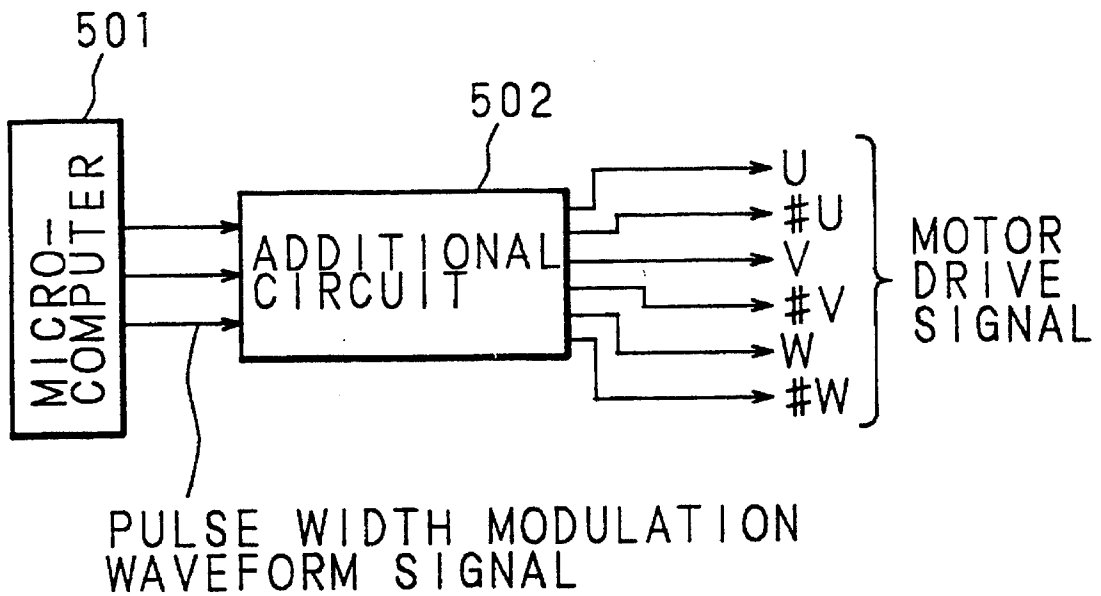 501
502
MICRO-
COMPUTER
ADDITIONAL
CIRCUIT
U
#U
V
#V
W
#W
MOTOR
DRIVE
SIGNAL
PULSE WIDTH MODULATION
WAVEFORM SIGNAL